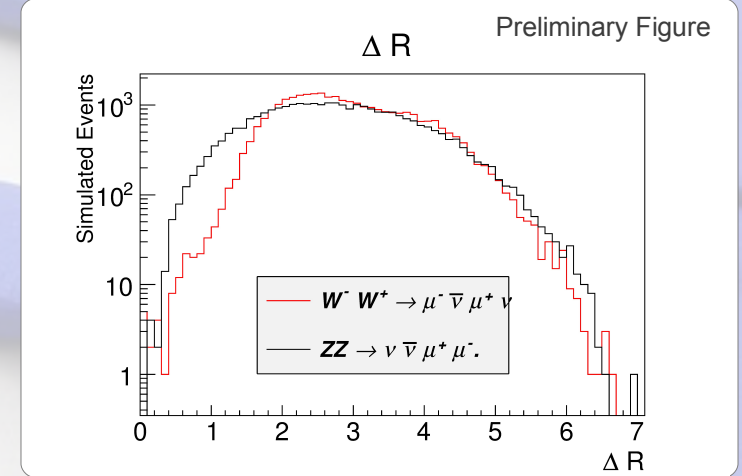 Preliminary Figure
Δ R
Simulated Events
10³
10²
10
1
W⁻ W⁺ → μ⁻ ν̅ μ⁺ ν
ZZ → ν ν̅ μ⁺ μ⁻.
0 1 2 3 4 5 6 7
Δ R